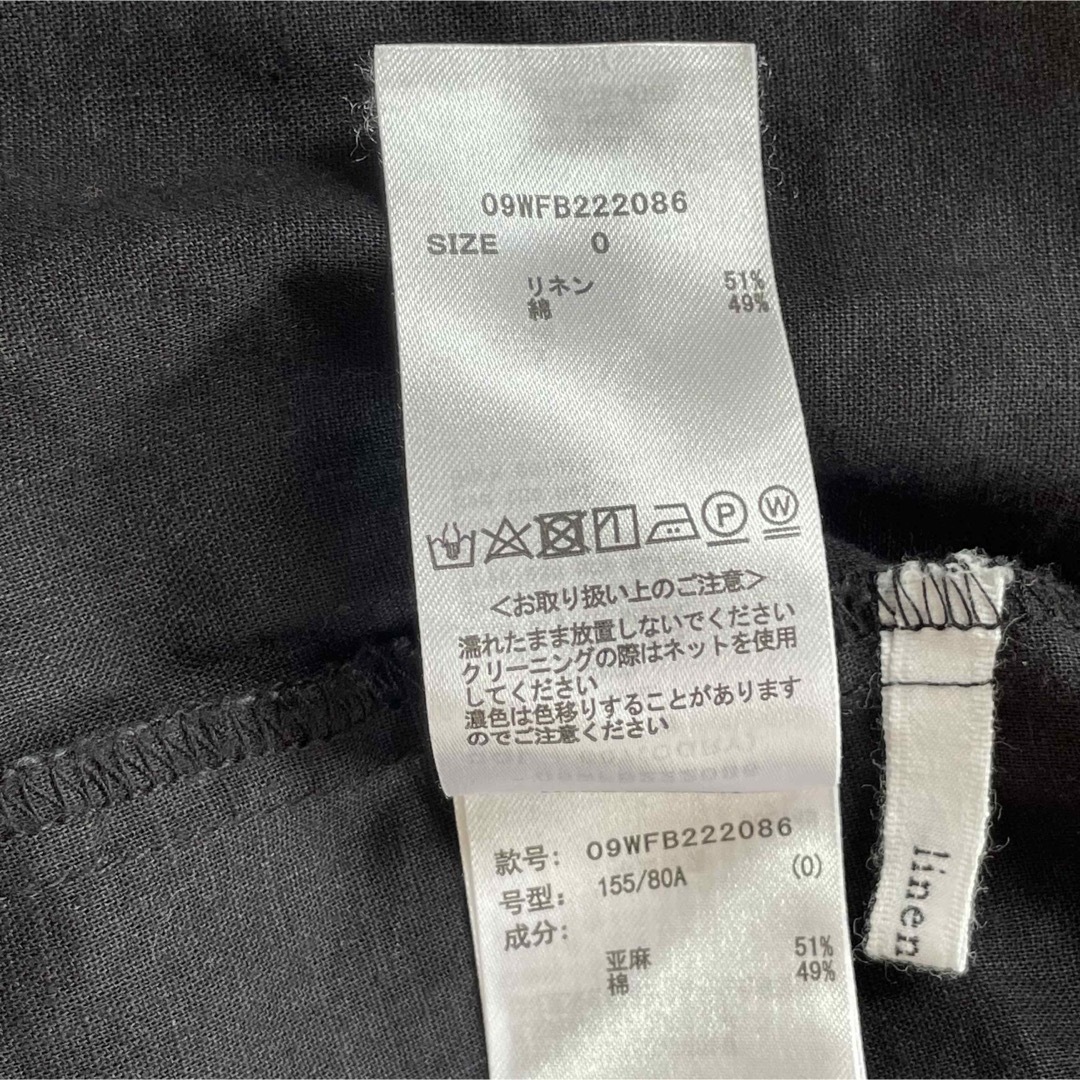 09WFB222086
SIZE 0
リネン 51%
綿 49%
P W
<お取り扱い上のご注意>
濡れたまま放置しないでください
クリーニングの際はネットを使用
してください
濃色は色移りすることがあります
のでご注意ください
款号: 09WFB222086
号型: 155/80A (0)
成分:
亚麻 51%
棉 49%
linen